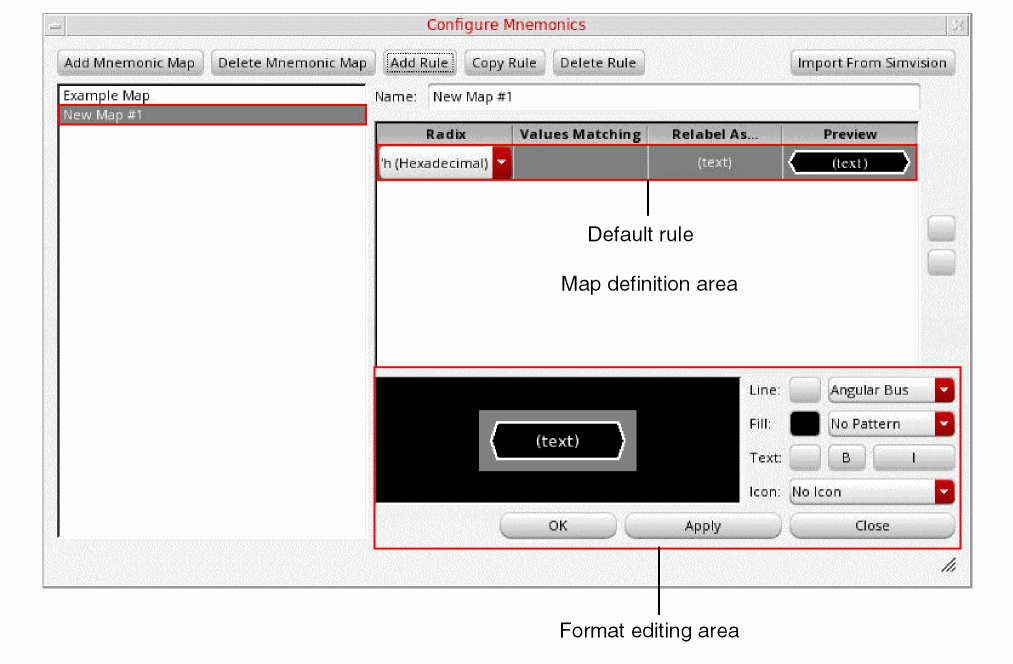 Configure Mnemonics
Add Mnemonic Map Delete Mnemonic Map Add Rule Copy Rule Delete Rule Import From Simvision
Example Map
New Map #1
Name: New Map #1
Radix Values Matching Relabel As... Preview
'h (Hexadecimal) (text) (text)
Default rule
Map definition area
(text)
Line: Angular Bus
Fill: No Pattern
Text: B I
Icon: No Icon
OK Apply Close
Format editing area